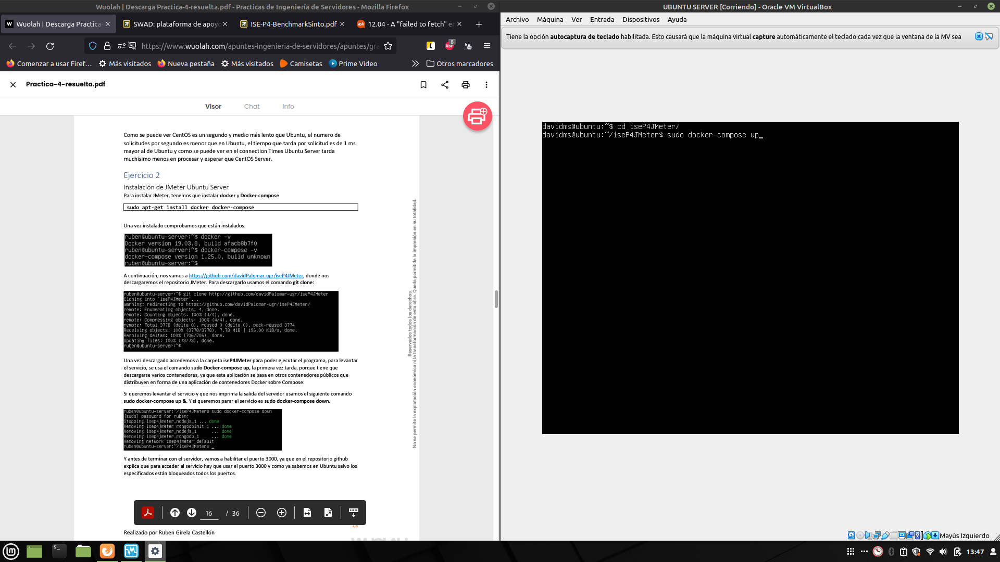 Wuolah | Descarga Practica-4-resuelta.pdf - Practicas de Ingeniería de Servidores - Mozilla Firefox
Wuolah | Descarga Practica-
SWAD: plataforma de apoyo
ISE-P4-BenchmarkSinto.pdf
12.04 - A "failed to fetch" er
https://www.wuolah.com/apuntes-ingenieria-de-servidores/apuntes/gra
8
ABP
Comenzar a usar Firef...
Más visitados
Nueva pestaña
Más visitados
Camisetas
Prime Video
Otros marcadores
Practica-4-resuelta.pdf
Visor
Chat
Info
Como se puede ver CentOS es un segundo y medio más lento que Ubuntu, el numero de
solicitudes por segundo es menor que en Ubuntu, el tiempo que tarda por solicitud es de 1 ms
mayor al de Ubuntu y como se puede ver en el connection Times Ubuntu Server tarda
muchísimo menos en procesar y esperar que CentOS Server.
Ejercicio 2
Instalación de JMeter Ubuntu Server
Para instalar JMeter, tenemos que instalar docker y Docker-compose
sudo apt-get install docker docker-compose
Una vez instalado comprobamos que están instalados:
ruben@ubuntu-server:~$ docker -v
Docker version 19.03.8, build afacb8b7f0
ruben@ubuntu-server:~$ docker-compose -v
docker-compose version 1.25.0, build unknown
ruben@ubuntu-server:~$
A continuación, nos vamos a https://github.com/davidPalomar-ugr/iseP4JMeter, donde nos
descargaremos el repositorio JMeter. Para descargarlo usamos el comando git clone:
ruben@ubuntu-server:~$ git clone http://github.com/davidPalomar-ugr/iseP4JMeter
Cloning into 'iseP4JMeter'...
warning: redirecting to https://github.com/davidPalomar-ugr/iseP4JMeter/
remote: Enumerating objects: 4, done.
remote: Counting objects: 100% (4/4), done.
remote: Compressing objects: 100% (4/4), done.
remote: Total 3778 (delta 0), reused 0 (delta 0), pack-reused 3774
Receiving objects: 100% (3778/3778), 7.78 MiB | 196.00 KiB/s, done.
Resolving deltas: 100% (706/706), done.
Updating files: 100% (73/73), done.
ruben@ubuntu-server:~$
Una vez descargado accedemos a la carpeta iseP4JMeter para poder ejecutar el programa, para levantar
el servicio, se usa el comando sudo Docker-compose up, la primera vez tarda, porque tiene que
descargarse varios contenedores, ya que esta aplicación se basa en otros contenedores públicos que
distribuyen en forma de una aplicación de contenedores Docker sobre Compose.
Si queremos levantar el servicio y que nos imprima la salida del servidor usamos el siguiente comando
sudo docker-compose up &. Y si queremos parar el servicio es sudo docker-compose down.
ruben@ubuntu-server:~/iseP4JMeter$ sudo docker-compose down
[sudo] password for ruben:
Stopping isep4jmeter_nodejs_1 ... done
Removing isep4jmeter_mongodbinit_1 ... done
Removing isep4jmeter_nodejs_1 ... done
Removing isep4jmeter_mongodb_1 ... done
Removing network isep4jmeter_default
ruben@ubuntu-server:~/iseP4JMeter$ _
Y antes de terminar con el servidor, vamos a habilitar el puerto 3000, ya que en el repositorio github
explica que para acceder al servicio hay que usar el puerto 3000 y como ya sabemos en Ubuntu salvo los
especificados están bloqueados todos los puertos.
Reservados todos los derechos.
No se permite la explotación económica ni la transformación de esta obra. Queda permitida la impresión en su totalidad.
16 / 36
Realizado por Ruben Girela Castellón
UBUNTU SERVER [Corriendo] - Oracle VM VirtualBox
Archivo Máquina Ver Entrada Dispositivos Ayuda
Tiene la opción autocaptura de teclado habilitada. Esto causará que la máquina virtual capture automáticamente el teclado cada vez que la ventana de la MV sea
davidms@ubuntu:~$ cd iseP4JMeter/
davidms@ubuntu:~/iseP4JMeter$ sudo docker-compose up_
Mayús Izquierdo
13:47